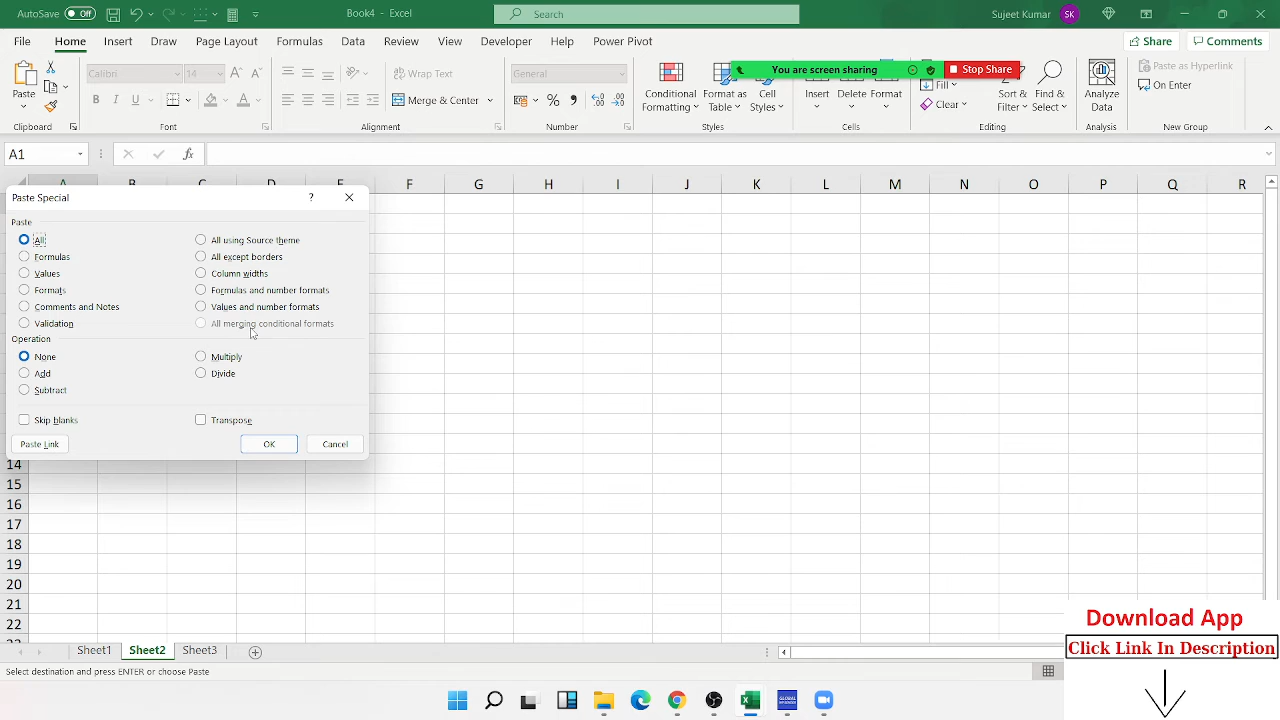 AutoSave Off Book4 - Excel Search Sujeet Kumar SK
File Home Insert Draw Page Layout Formulas Data Review View Developer Help Power Pivot Share Comments
Paste Calibri 14 Wrap Text General Conditional Formatting Format as Table Cell Styles Insert Delete Format Fill Clear Sort & Filter Find & Select Analyze Data Paste as Hyperlink On Enter
B I U Merge & Center
You are screen sharing Stop Share
Clipboard Font Alignment Number Styles Cells Editing Analysis New Group
A1 fx
A B C D E F G H I J K L M N O P Q R
Paste Special ?
Paste
All All using Source theme
Formulas All except borders
Values Column widths
Formats Formulas and number formats
Comments and Notes Values and number formats
Validation All merging conditional formats
Operation
None Multiply
Add Divide
Subtract
Skip blanks Transpose
Paste Link OK Cancel
14
15
16
17
18
19
20
21
22
Sheet1 Sheet2 Sheet3
Select destination and press ENTER or choose Paste
Download App
Click Link In Description